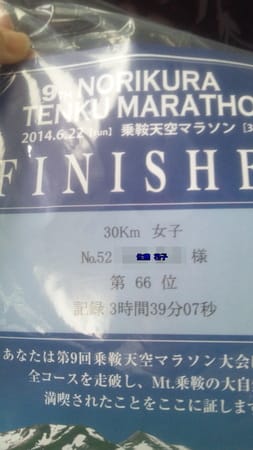 9th NORIKURA
TENKU MARATHO
2014.6.22 [sun] 乗鞍天空マラソン [3
FINISHE
30Km 女子
No.52 様
第 66 位
記録:3時間39分07秒
あなたは第9回乗鞍天空マラソン大会
全コースを走破し、Mt.乗鞍の大自
満喫されたことをここに証しま